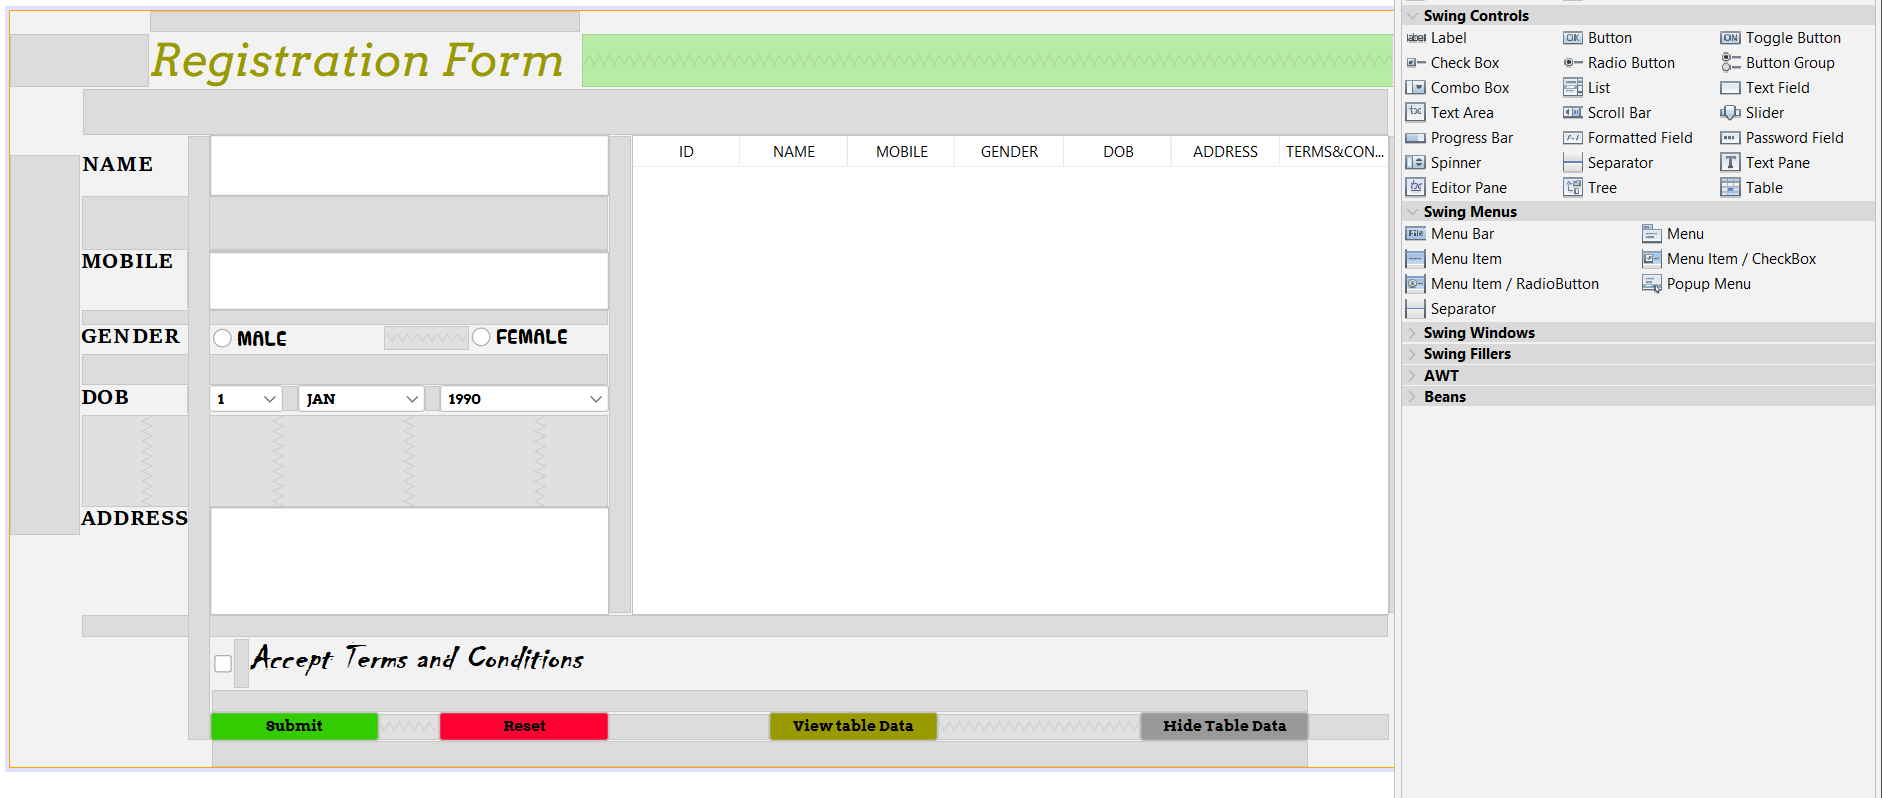 Registration Form
NAME
MOBILE
GENDER
MALE
FEMALE
DOB
1
JAN
1990
ADDRESS
Accept Terms and Conditions
Submit
Reset
View table Data
Hide Table Data
ID NAME MOBILE GENDER DOB ADDRESS TERMS&CON...
Swing Controls
label Label
OK Button
ON Toggle Button
Check Box
Radio Button
Button Group
Combo Box
List
Text Field
Text Area
Scroll Bar
Slider
Progress Bar
Formatted Field
Password Field
Spinner
Separator
T Text Pane
Editor Pane
Tree
Table
Swing Menus
File Menu Bar
Menu
Menu Item
Menu Item / CheckBox
Menu Item / RadioButton
Popup Menu
Separator
Swing Windows
Swing Fillers
AWT
Beans